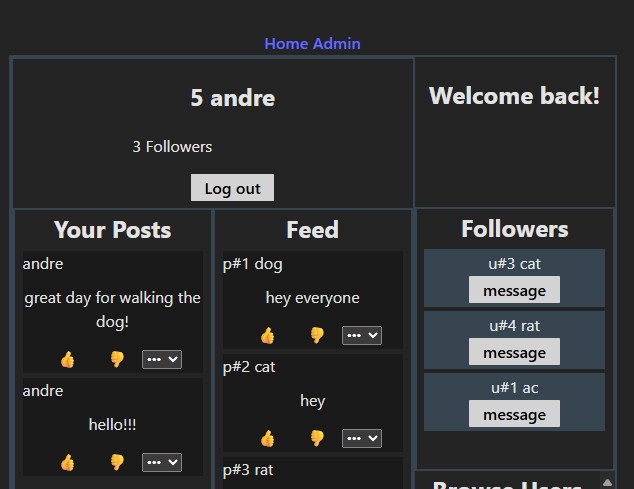 Home Admin
5 andre
3 Followers
Log out
Welcome back!
Your Posts
andre
great day for walking the
dog!
👍 👎 •••
andre
hello!!!
👍 👎 •••
Feed
p#1 dog
hey everyone
👍 👎 •••
p#2 cat
hey
👍 👎 •••
p#3 rat
Followers
u#3 cat
message
u#4 rat
message
u#1 ac
message
Browse Users